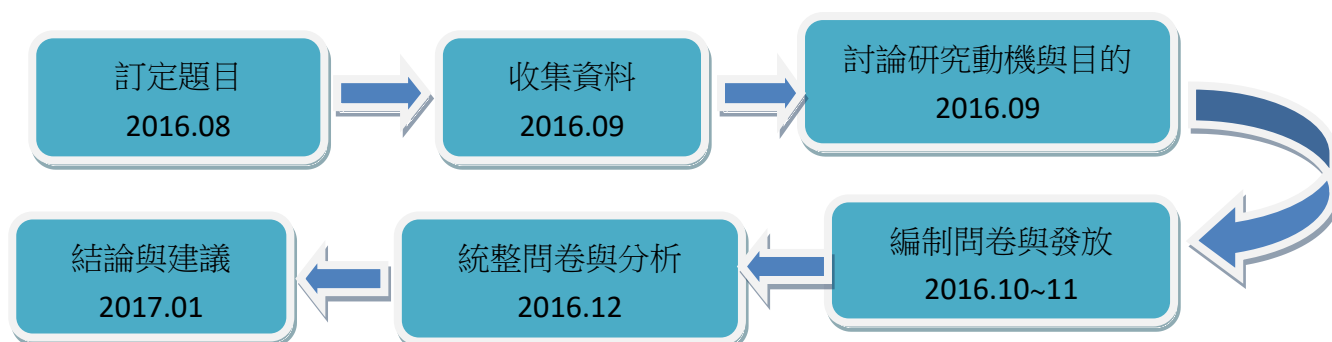 訂定題目
2016.08
收集資料
2016.09
討論研究動機與目的
2016.09
編制問卷與發放
2016.10~11
統整問卷與分析
2016.12
結論與建議
2017.01